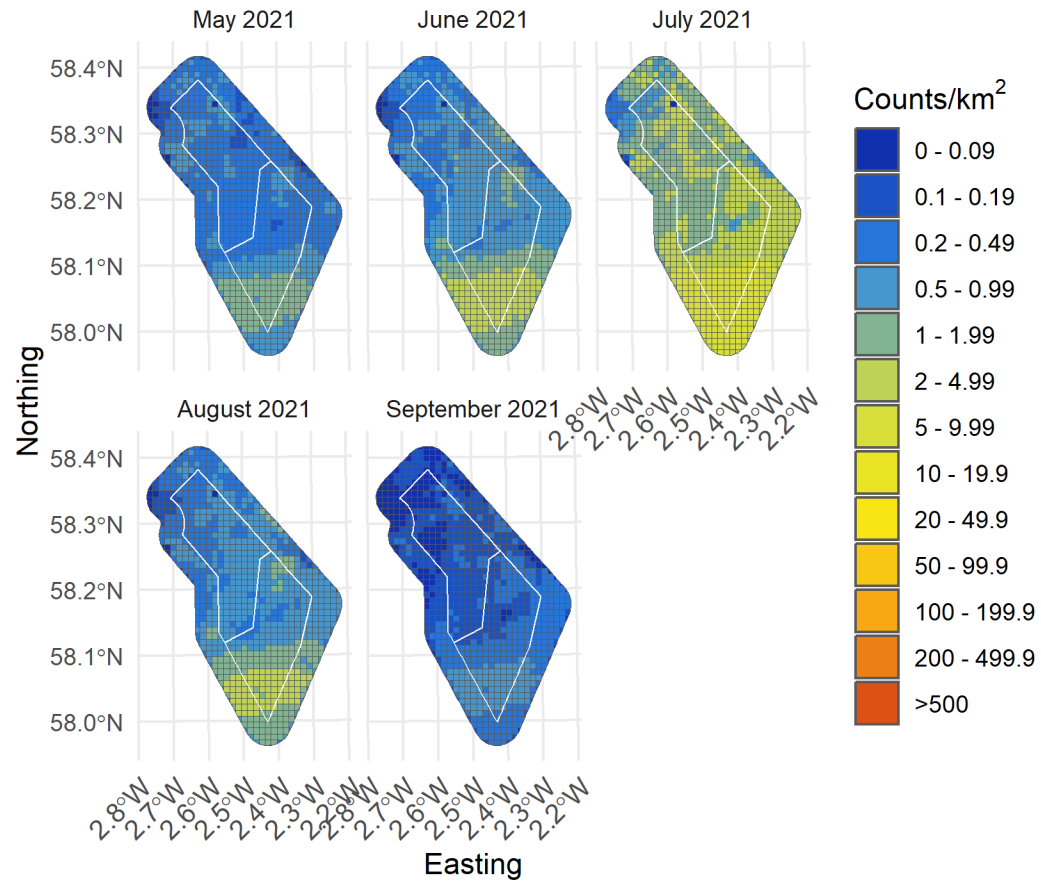 May 2021
June 2021
July 2021
58.4°N
58.3°N
58.2°N
58.1°N
58.0°N
2.8°W
2.7°W
2.6°W
2.5°W
2.4°W
2.3°W
2.2°W
August 2021
September 2021
58.4°N
58.3°N
58.2°N
58.1°N
58.0°N
2.8°W
2.7°W
2.6°W
2.5°W
2.4°W
2.3°W
2.2°W
2.8°W
2.7°W
2.6°W
2.5°W
2.4°W
2.3°W
2.2°W
Northing
Easting
Counts/km²
0 - 0.09
0.1 - 0.19
0.2 - 0.49
0.5 - 0.99
1 - 1.99
2 - 4.99
5 - 9.99
10 - 19.9
20 - 49.9
50 - 99.9
100 - 199.9
200 - 499.9
>500